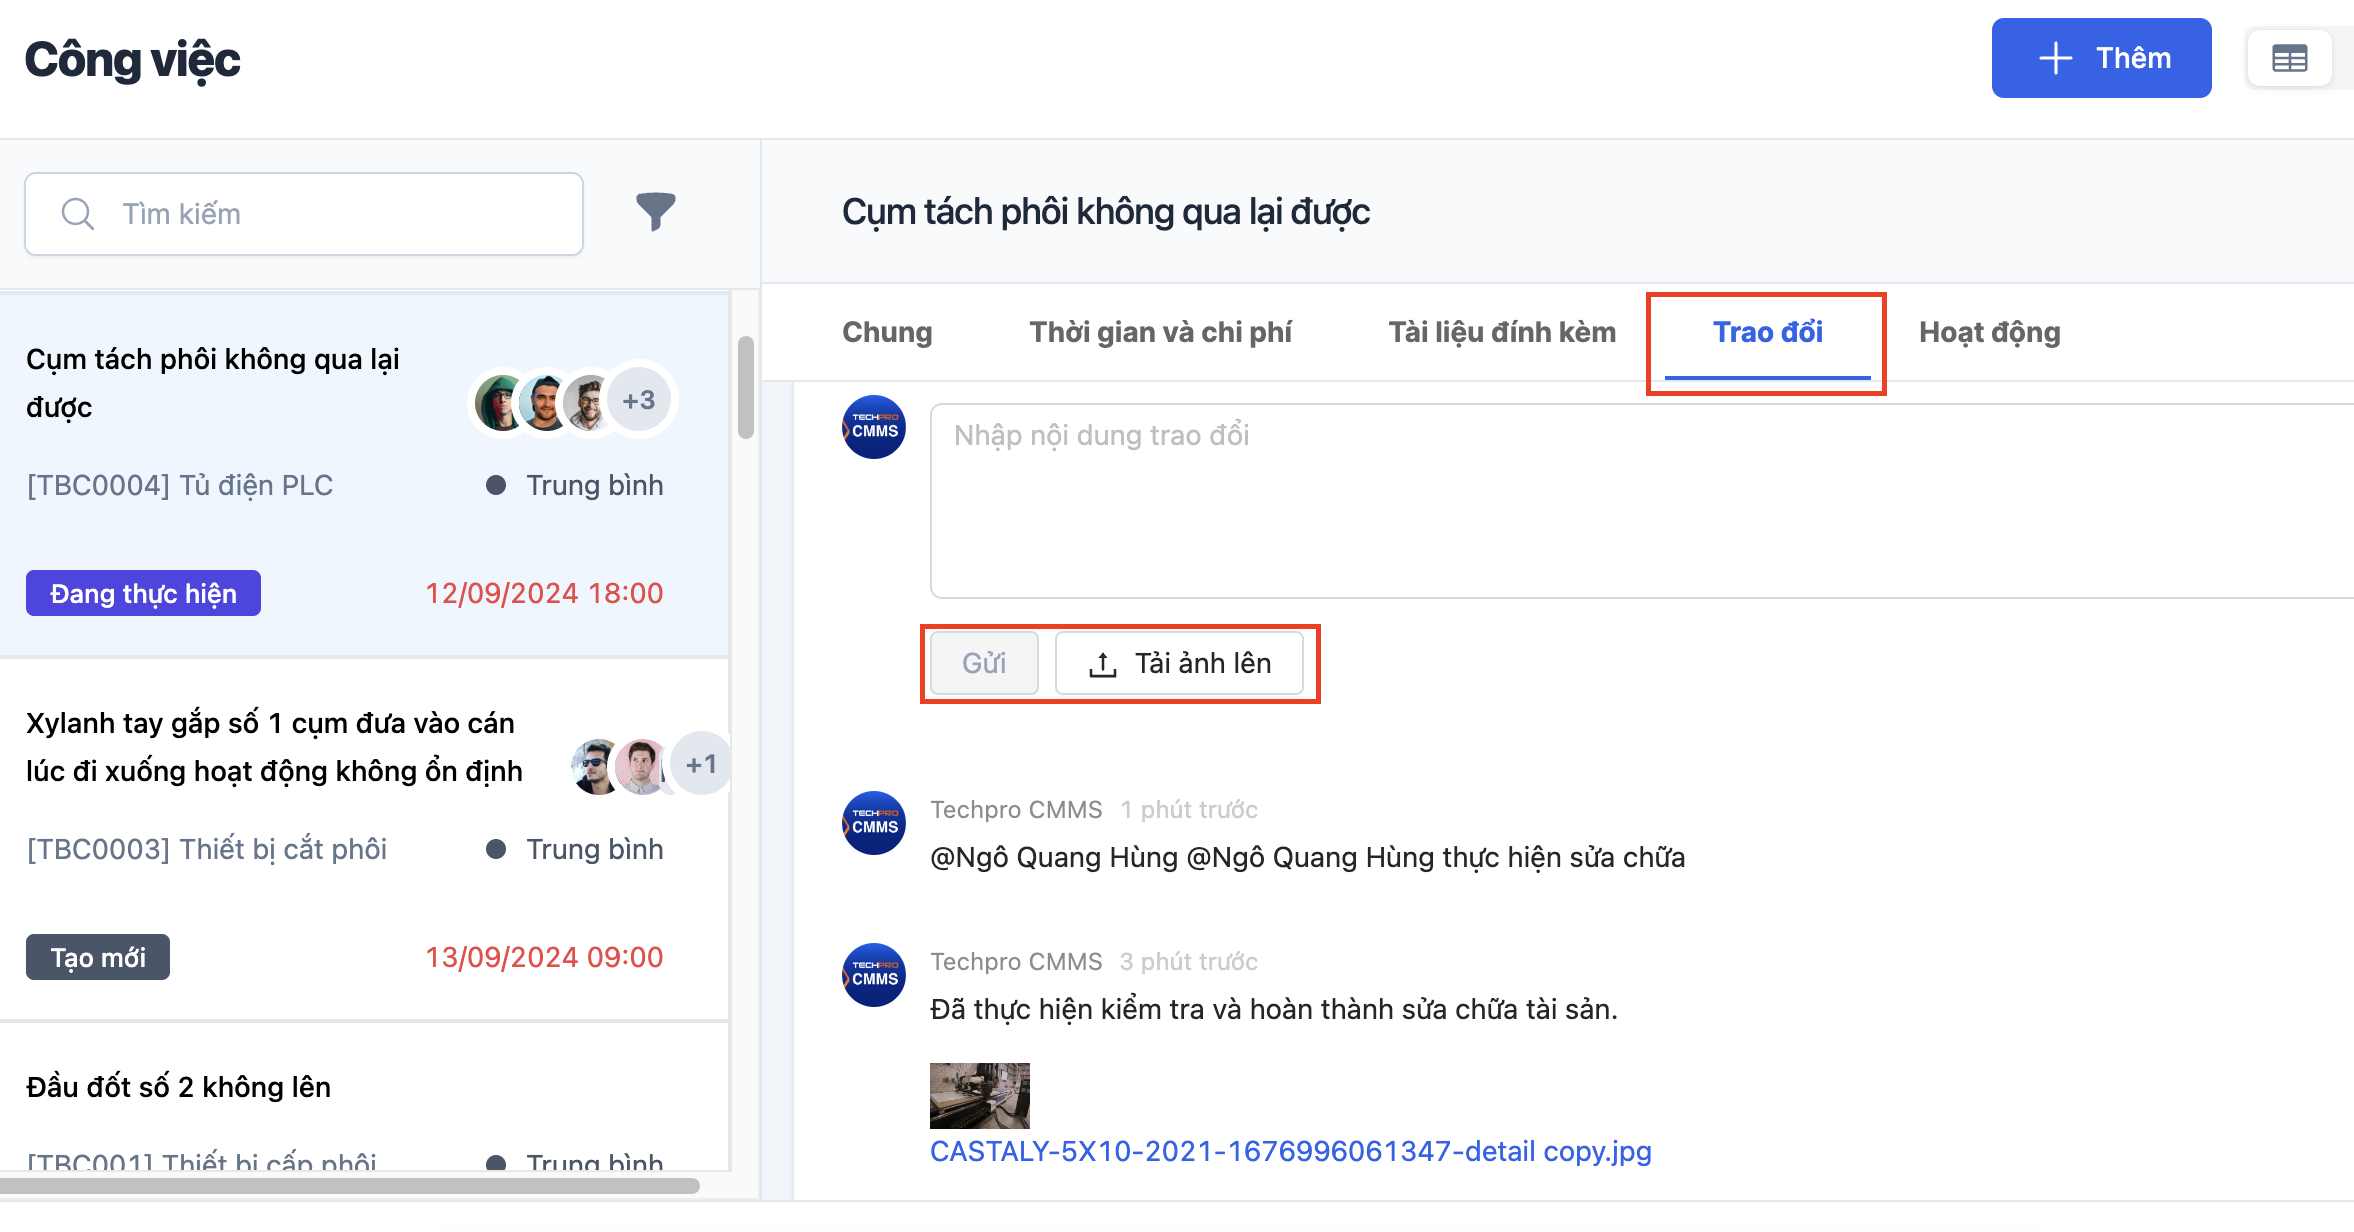 Công việc
Thêm
Tìm kiếm
Cụm tách phôi không qua lại
được
+3
[TBC0004] Tủ điện PLC
Trung bình
Đang thực hiện
12/09/2024 18:00
Xylanh tay gắp số 1 cụm đưa vào cán
lúc đi xuống hoạt động không ổn định
+1
[TBC0003] Thiết bị cắt phôi
Trung bình
Tạo mới
13/09/2024 09:00
Đầu đốt số 2 không lên
[TBC001] Thiết bị cấp phôi
Trung bình
Cụm tách phôi không qua lại được
Chung
Thời gian và chi phí
Tài liệu đính kèm
Trao đổi
Hoạt động
TECHPRO
CMMS
Nhập nội dung trao đổi
Gửi
Tải ảnh lên
TECHPRO
CMMS
Techpro CMMS 1 phút trước
@Ngô Quang Hùng @Ngô Quang Hùng thực hiện sửa chữa
TECHPRO
CMMS
Techpro CMMS 3 phút trước
Đã thực hiện kiểm tra và hoàn thành sửa chữa tài sản.
CASTALY-5X10-2021-1676996061347-detail copy.jpg